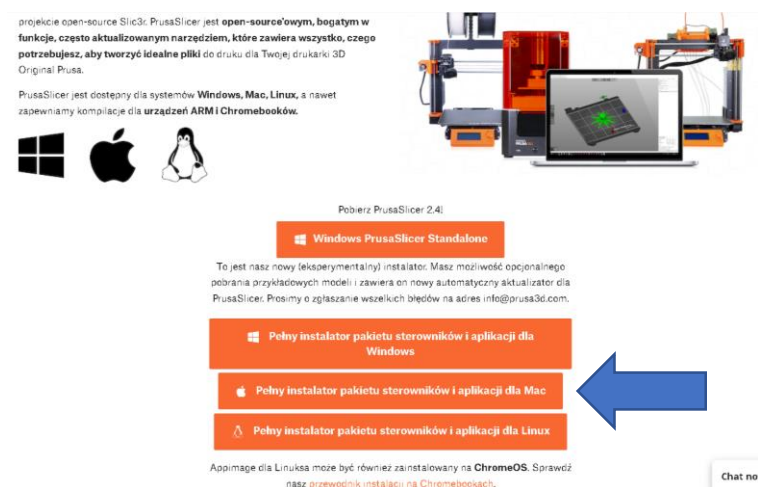 projekcie open-source Slic3r. PrusaSlicer jest open-source'owym, bogatym w
funkcje, często aktualizowanym narzędziem, które zawiera wszystko, czego
potrzebujesz, aby tworzyć idealne pliki do druku dla Twojej drukarki 3D
Original Prusa.
PrusaSlicer jest dostępny dla systemów Windows, Mac, Linux, a nawet
zapewniamy kompilacje dla urządzeń ARM i Chromebooków.
Pobierz PrusaSlicer 2.4!
Windows PrusaSlicer Standalone
To jest nasz nowy (eksperymentalny) instalator. Masz możliwość opcjonalnego
pobrania przykładowych modeli i zawiera on nowy automatyczny aktualizator dla
PrusaSlicer. Prosimy o zgłaszanie wszelkich błędów na adres info@prusa3d.com.
Pełny instalator pakietu sterowników i aplikacji dla
Windows
Pełny instalator pakietu sterowników i aplikacji dla Mac
Pełny instalator pakietu sterowników i aplikacji dla Linux
Appimage dla Linuksa może być również zainstalowany na ChromeOS. Sprawdź
nasz przewodnik instalacji na Chromebookach.
Chat no